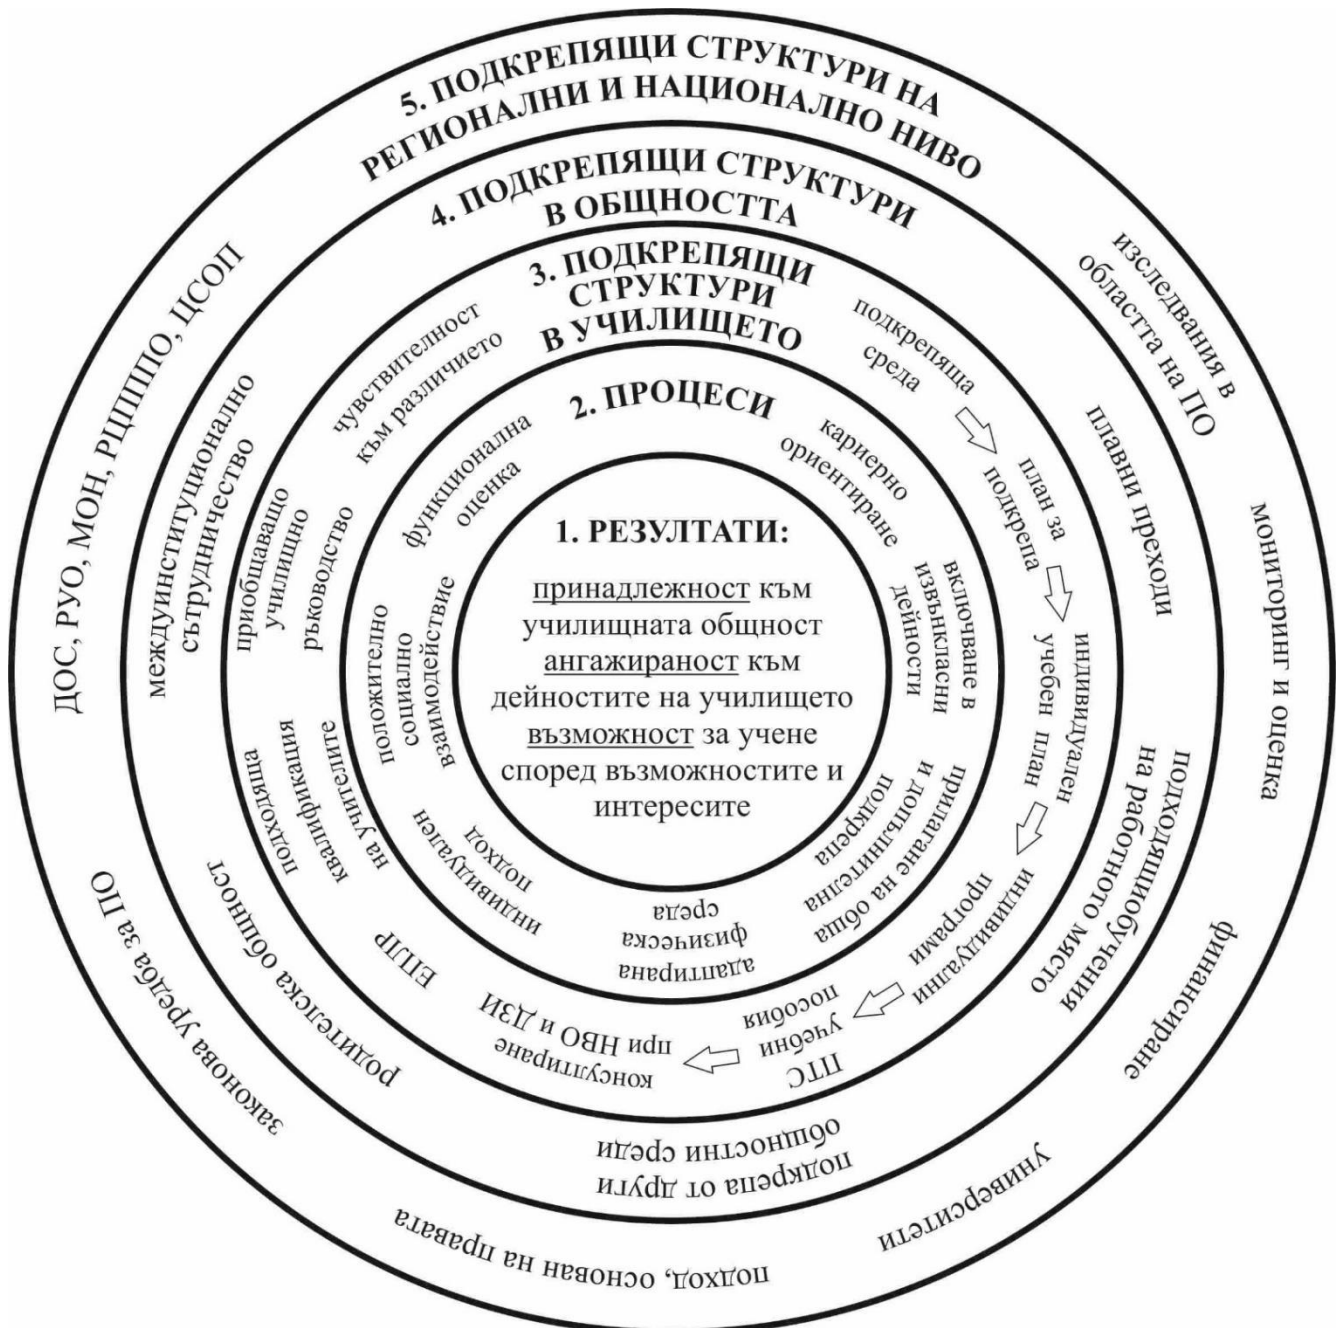 5. ПОДКРЕПЯЩИ СТРУКТУРИ НА
РЕГИОНАЛНИ И НАЦИОНАЛНО НИВО
изследвания в
областта на ПО
мониторинг и оценка
финансиране
университети
подход, основан на правата
законова уредба за ПО
ДОС, РУО, МОН, РЦПППО, ЦСОП
4. ПОДКРЕПЯЩИ СТРУКТУРИ
В ОБЩНОСТТА
плавни преходи
подходящиобучения
на работното място
подкрепа от други
общностни среди
родителска общност
междуинституционално
сътрудничество
3. ПОДКРЕПЯЩИ
СТРУКТУРИ
В УЧИЛИЩЕТО
подкрепяща
среда
план за
подкрепа
индивидуален
учебен план
индивидуални
програми
учебни
пособия
ПТС
консултиране
при НВО и ДЗИ
ЕПЛР
подходяща
квалификация
на учителите
приобщаващо
училищно
ръководство
чувствителност
към различието
2. ПРОЦЕСИ
кариерно
ориентиране
включване в
извънкласни
дейности
прилагане на обща
и допълнителна
подкрепа
адаптирана
физическа
среда
индивидуален
подход
положително
социално
взаимодействие
функционална
оценка
1. РЕЗУЛТАТИ:
принадлежност към
училищната общност
ангажираност към
дейностите на училището
възможност за учене
според възможностите и
интересите